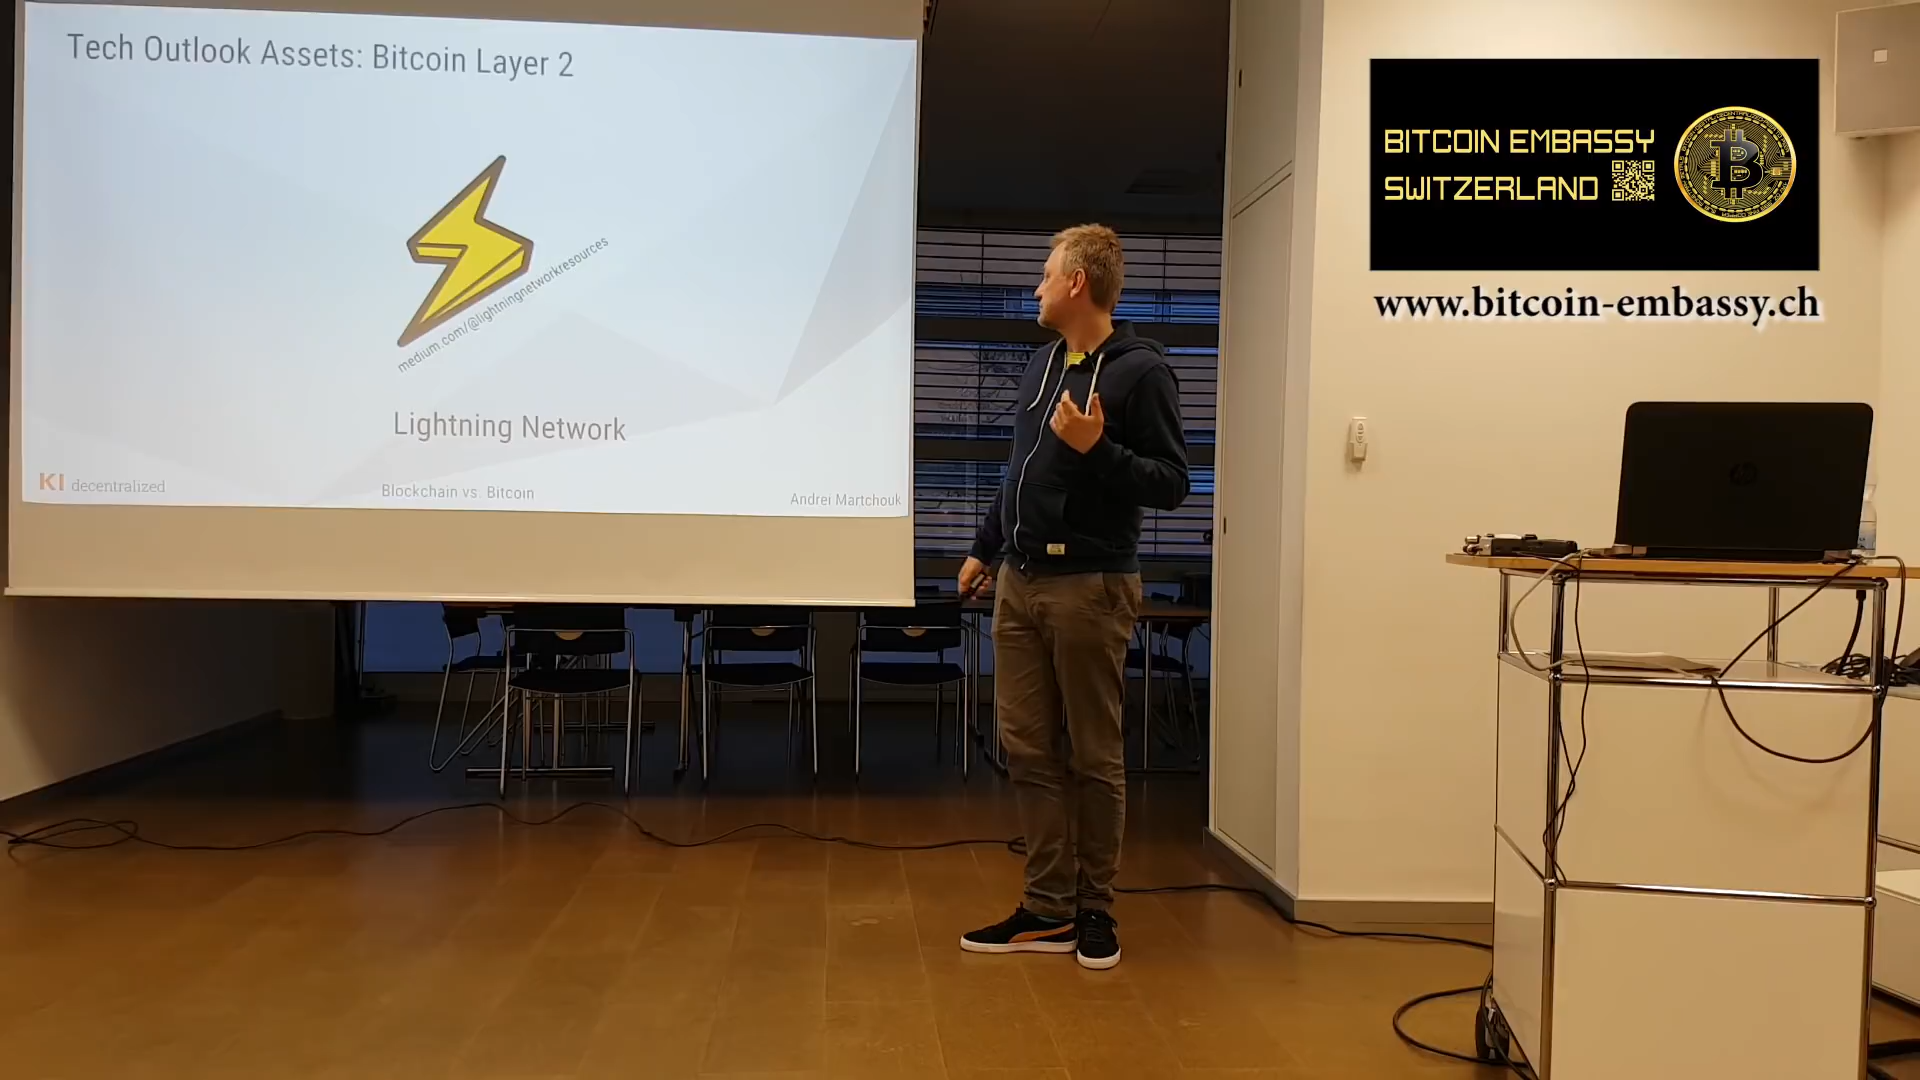 Tech Outlook Assets: Bitcoin Layer 2
medium.com/@lightningnetworkresources
Lightning Network
KI decentralized
Blockchain vs. Bitcoin
Andrei Martchouk
BITCOIN EMBASSY
SWITZERLAND
www.bitcoin-embassy.ch
hp